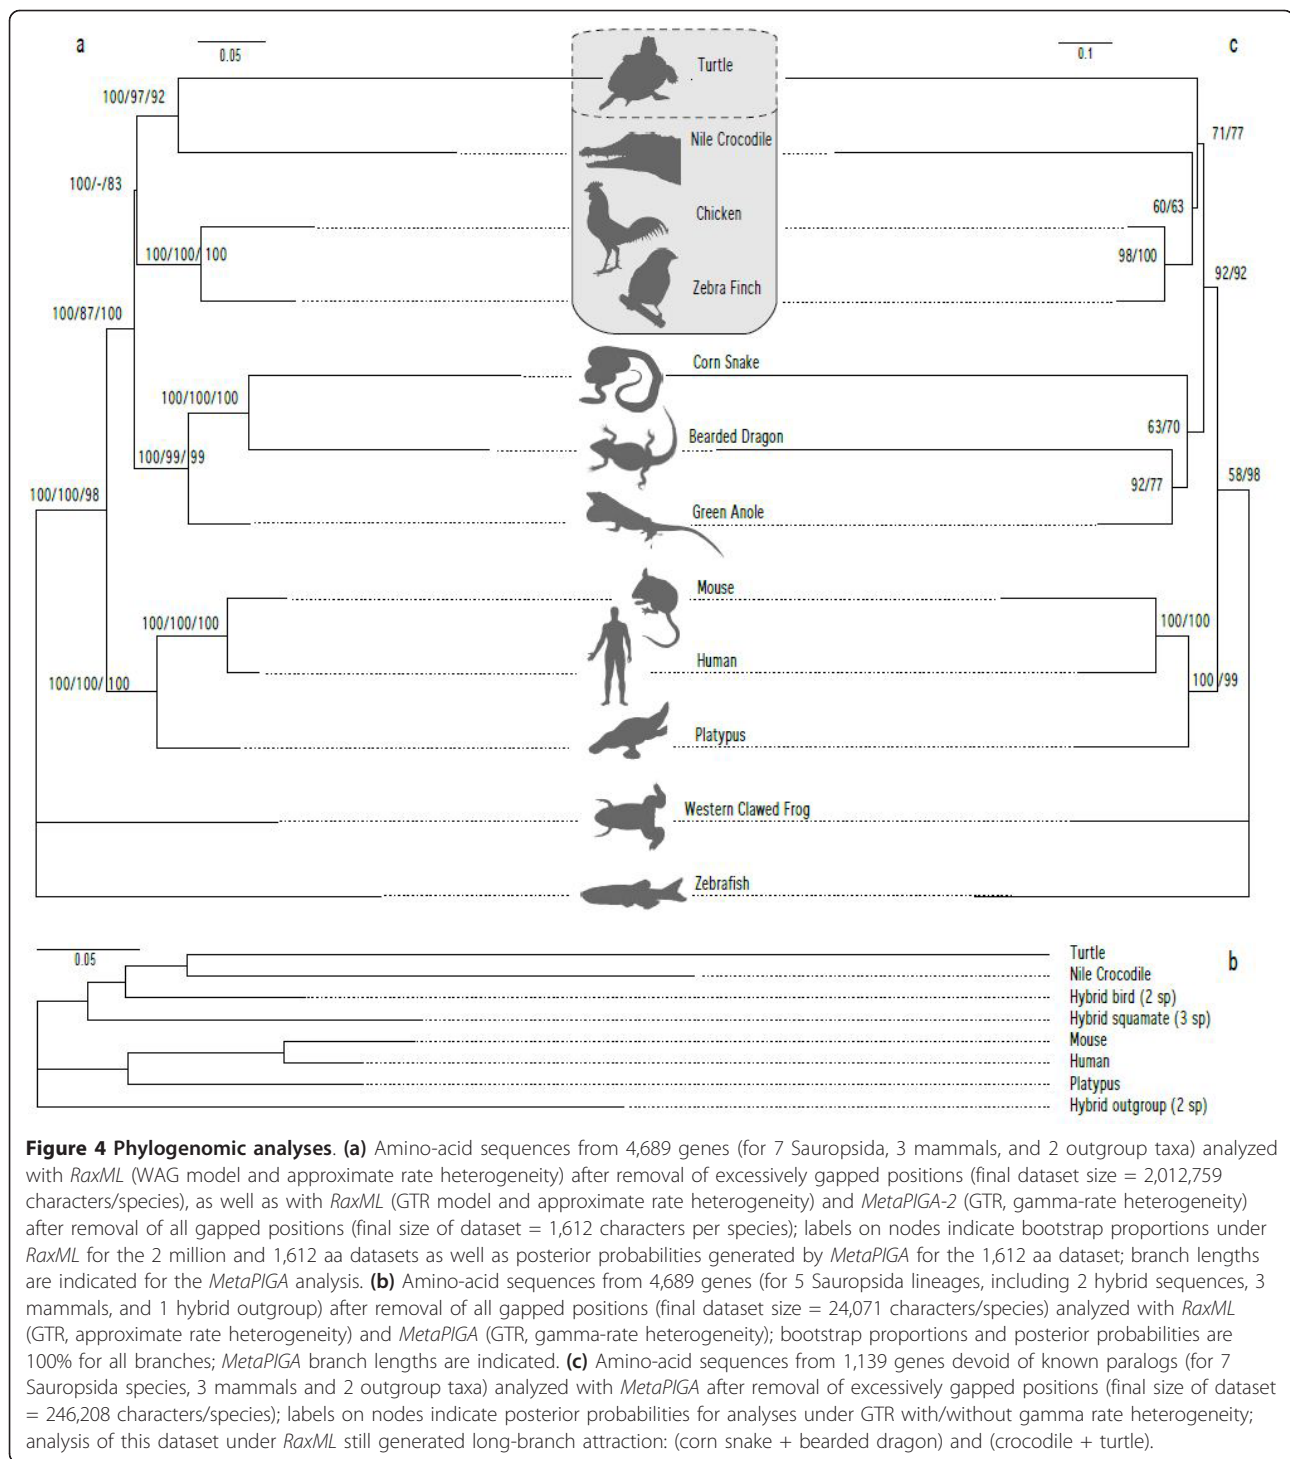 a
0.05
Turtle
0.1
c
100/97/92
71/77
Nile Crocodile
100/-/83
Chicken
60/63
100/100/ 100
98/100
Zebra Finch
92/92
100/87/100
Corn Snake
100/100/100
63/70
Bearded Dragon
100/99/ 99
58/98
92/77
100/100/98
Green Anole
Mouse
100/100/100
100/100
Human
100/100/ 100
100 /99
Platypus
Western Clawed Frog
Zebrafish
0.05
b
Turtle
Nile Crocodile
Hybrid bird (2 sp)
Hybrid squamate (3 sp)
Mouse
Human
Platypus
Hybrid outgroup (2 sp)
Figure 4 Phylogenomic analyses. (a) Amino-acid sequences from 4,689 genes (for 7 Sauropsida, 3 mammals, and 2 outgroup taxa) analyzed
with RaxML (WAG model and approximate rate heterogeneity) after removal of excessively gapped positions (final dataset size = 2,012,759
characters/species), as well as with RaxML (GTR model and approximate rate heterogeneity) and MetaPIGA-2 (GTR, gamma-rate heterogeneity)
after removal of all gapped positions (final size of dataset = 1,612 characters per species); labels on nodes indicate bootstrap proportions under
RaxML for the 2 million and 1,612 aa datasets as well as posterior probabilities generated by MetaPIGA for the 1,612 aa dataset; branch lengths
are indicated for the MetaPIGA analysis. (b) Amino-acid sequences from 4,689 genes (for 5 Sauropsida lineages, including 2 hybrid sequences, 3
mammals, and 1 hybrid outgroup) after removal of all gapped positions (final dataset size = 24,071 characters/species) analyzed with RaxML
(GTR, approximate rate heterogeneity) and MetaPIGA (GTR, gamma-rate heterogeneity); bootstrap proportions and posterior probabilities are
100% for all branches; MetaPIGA branch lengths are indicated. (c) Amino-acid sequences from 1,139 genes devoid of known paralogs (for 7
Sauropsida species, 3 mammals and 2 outgroup taxa) analyzed with MetaPIGA after removal of excessively gapped positions (final size of dataset
= 246,208 characters/species); labels on nodes indicate posterior probabilities for analyses under GTR with/without gamma rate heterogeneity;
analysis of this dataset under RaxML still generated long-branch attraction: (corn snake + bearded dragon) and (crocodile + turtle).